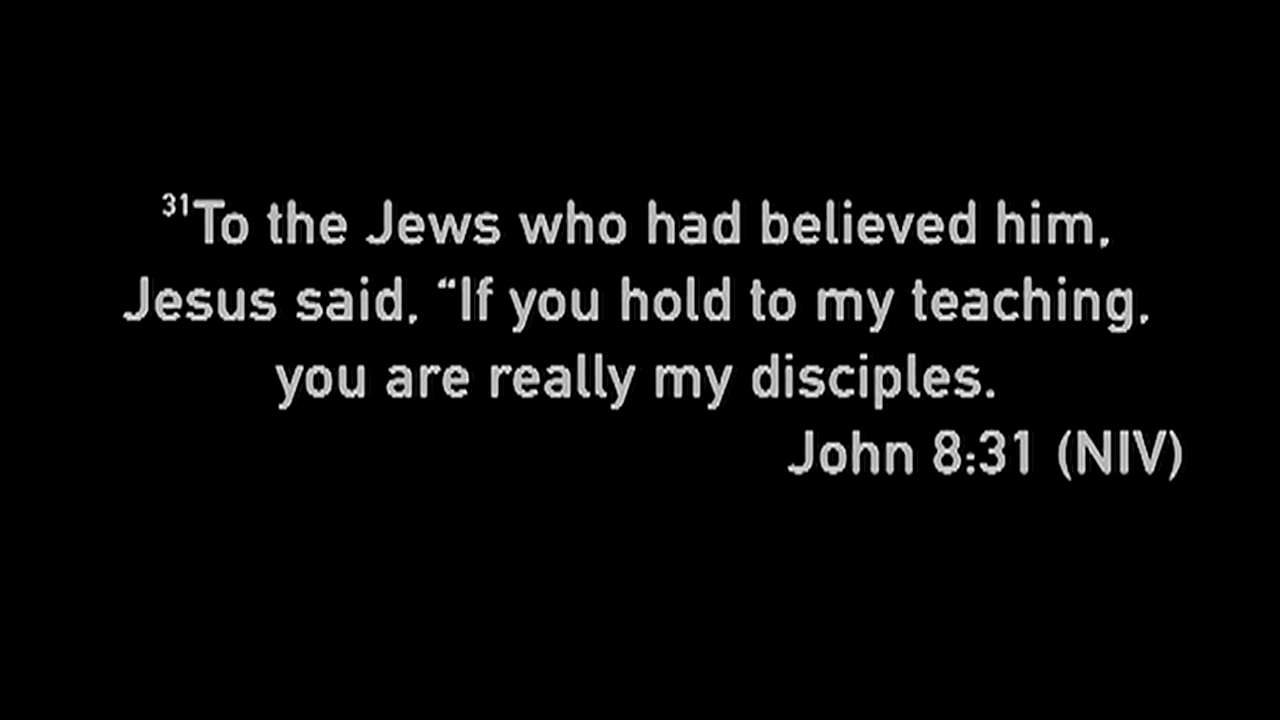 ³¹To the Jews who had believed him,
Jesus said, “If you hold to my teaching,
you are really my disciples.
John 8:31 (NIV)